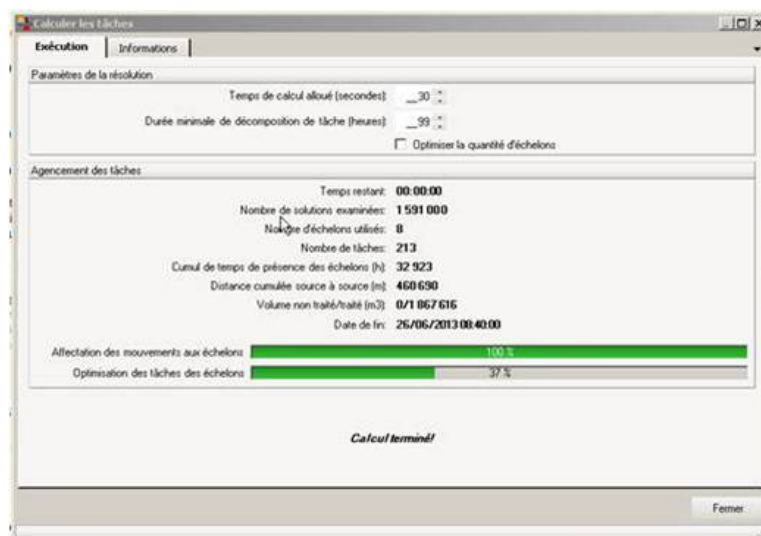 Calculer les tâches
Exécution Informations
Paramètres de la résolution
Temps de calcul alloué (secondes): __30
Durée minimale de décomposition de tâche (heures): __99
Optimiser la quantité d'échelons
Agencement des tâches
Temps restant: 00:00:00
Nombre de solutions examinées: 1 591 000
Nombre d'échelons utilisés: 8
Nombre de tâches: 213
Cumul de temps de présence des échelons (h): 32 923
Distance cumulée source à source (m): 460 690
Volume non traité/traité (m3): 0/1 867 616
Date de fin: 26/06/2013 08:40:00
Affectation des mouvements aux échelons 100 %
Optimisation des tâches des échelons 37 %
Calcul terminé!
Fermer